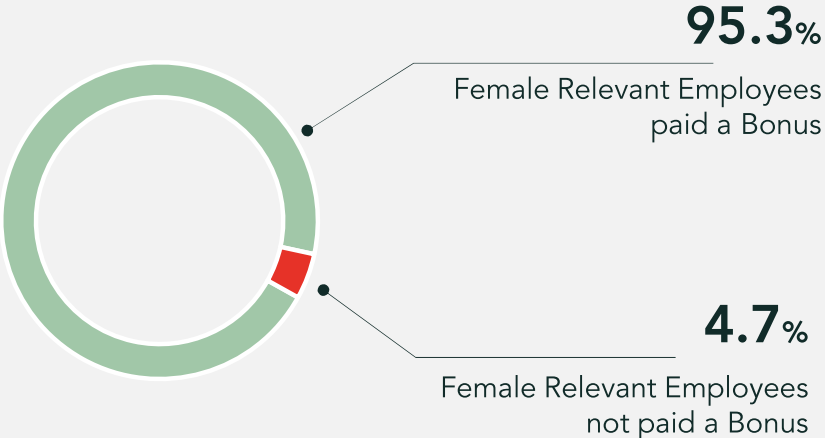 95.3%
Female Relevant Employees
paid a Bonus
4.7%
Female Relevant Employees
not paid a Bonus